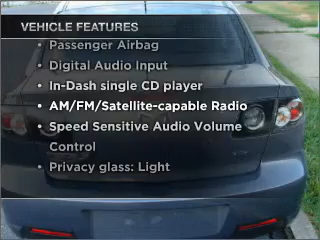 VEHICLE FEATURES
• Passenger Airbag
• Digital Audio Input
• In-Dash single CD player
• AM/FM/Satellite-capable Radio
• Speed Sensitive Audio Volume
Control
• Privacy glass: Light